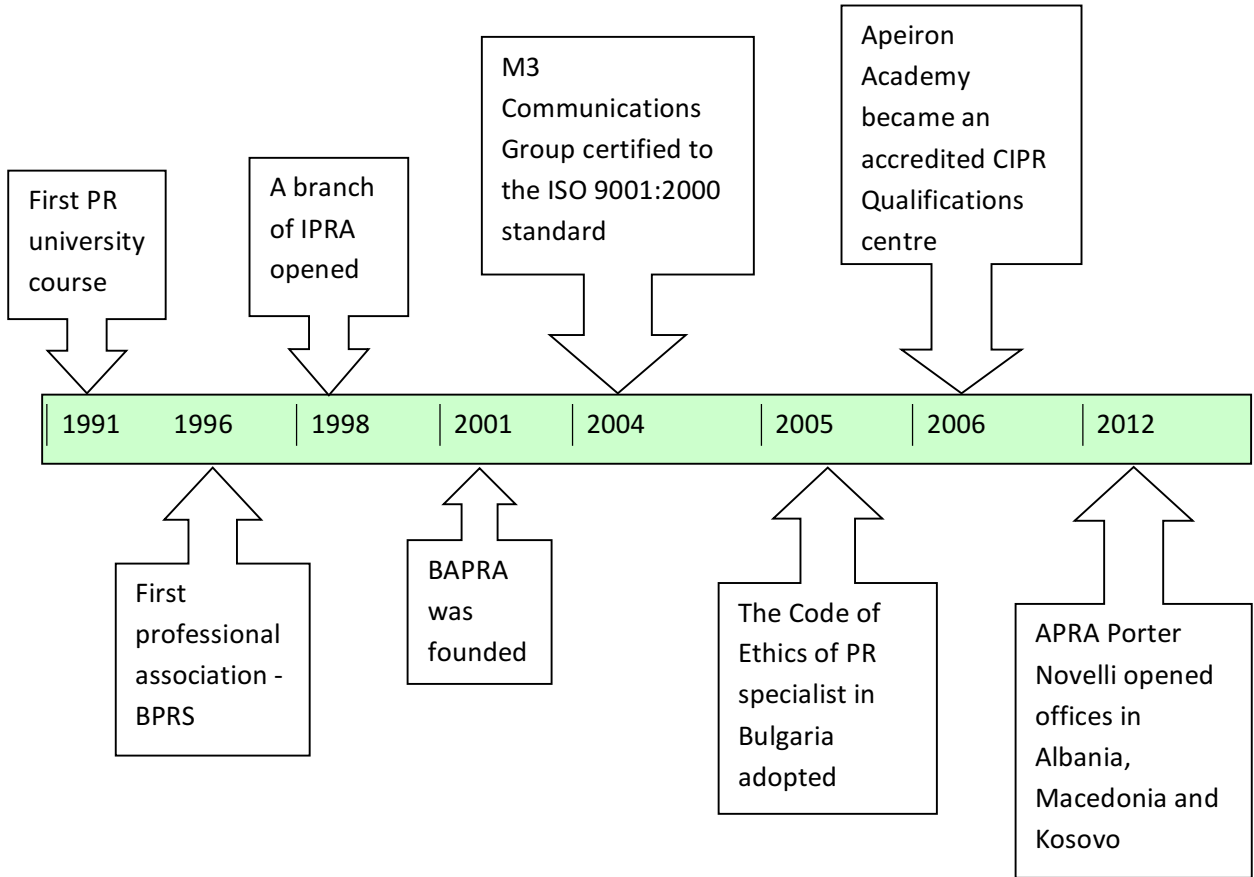 First PR
university
course
A branch
of IPRA
opened
M3
Communications
Group certified to
the ISO 9001:2000
standard
Apeiron
Academy
became an
accredited CIPR
Qualifications
centre
1991 1996 1998 2001 2004 2005 2006 2012
First
professional
association -
BPRS
BAPRA
was
founded
The Code of
Ethics of PR
specialist in
Bulgaria
adopted
APRA Porter
Novelli opened
offices in
Albania,
Macedonia and
Kosovo